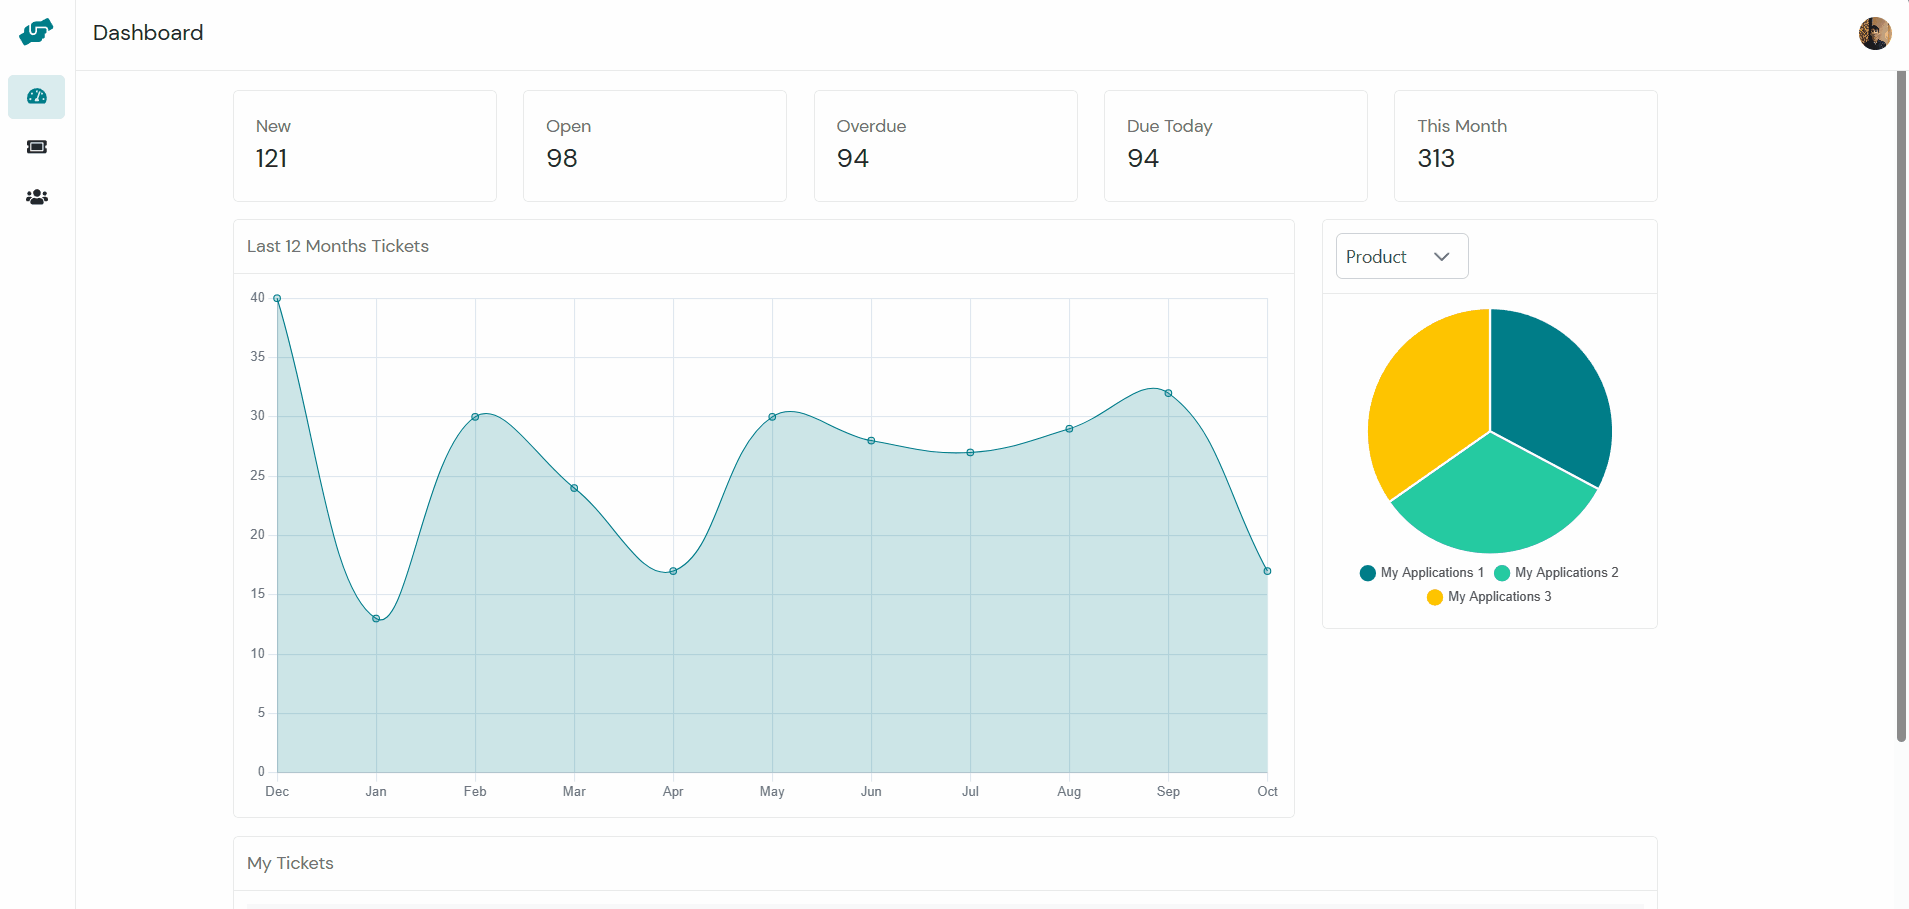 Dashboard
New
121
Open
98
Overdue
94
Due Today
94
This Month
313
Last 12 Months Tickets
40
35
30
25
20
15
10
5
0
Dec Jan Feb Mar Apr May Jun Jul Aug Sep Oct
Product
My Applications 1 My Applications 2
My Applications 3
My Tickets